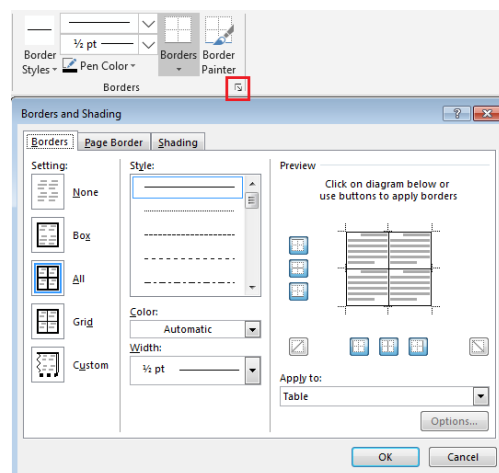 ½ pt
Border
Styles
Pen Color
Borders
Border
Painter
Borders
Borders and Shading
Borders
Page Border
Shading
Setting:
None
Box
All
Grid
Custom
Style:
Color:
Automatic
Width:
½ pt
Preview
Click on diagram below or
use buttons to apply borders
Apply to:
Table
Options...
OK
Cancel